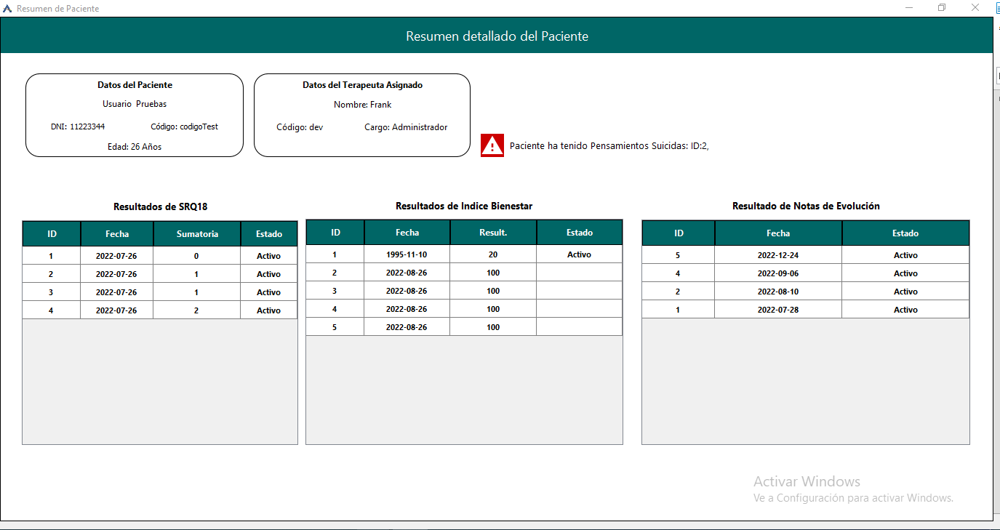 Resumen de Paciente
Resumen detallado del Paciente
Datos del Paciente
Usuario Pruebas
DNI: 11223344 Código: codigoTest
Edad: 26 Años
Datos del Terapeuta Asignado
Nombre: Frank
Código: dev Cargo: Administrador
Paciente ha tenido Pensamientos Suicidas: ID:2,
Resultados de SRQ18
ID Fecha Sumatoria Estado
1 2022-07-26 0 Activo
2 2022-07-26 1 Activo
3 2022-07-26 1 Activo
4 2022-07-26 2 Activo
Resultados de Indice Bienestar
ID Fecha Result. Estado
1 1995-11-10 20 Activo
2 2022-08-26 100
3 2022-08-26 100
4 2022-08-26 100
5 2022-08-26 100
Resultado de Notas de Evolución
ID Fecha Estado
5 2022-12-24 Activo
4 2022-09-06 Activo
2 2022-08-10 Activo
1 2022-07-28 Activo
Activar Windows
Ve a Configuración para activar Windows.